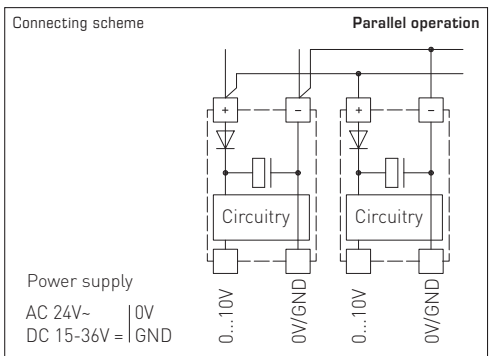 Connecting scheme
Parallel operation
+
−
+
−
Circuitry
Circuitry
Power supply
AC 24V~ | 0V
DC 15-36V = | GND
0...10V
0V/GND
0...10V
0V/GND